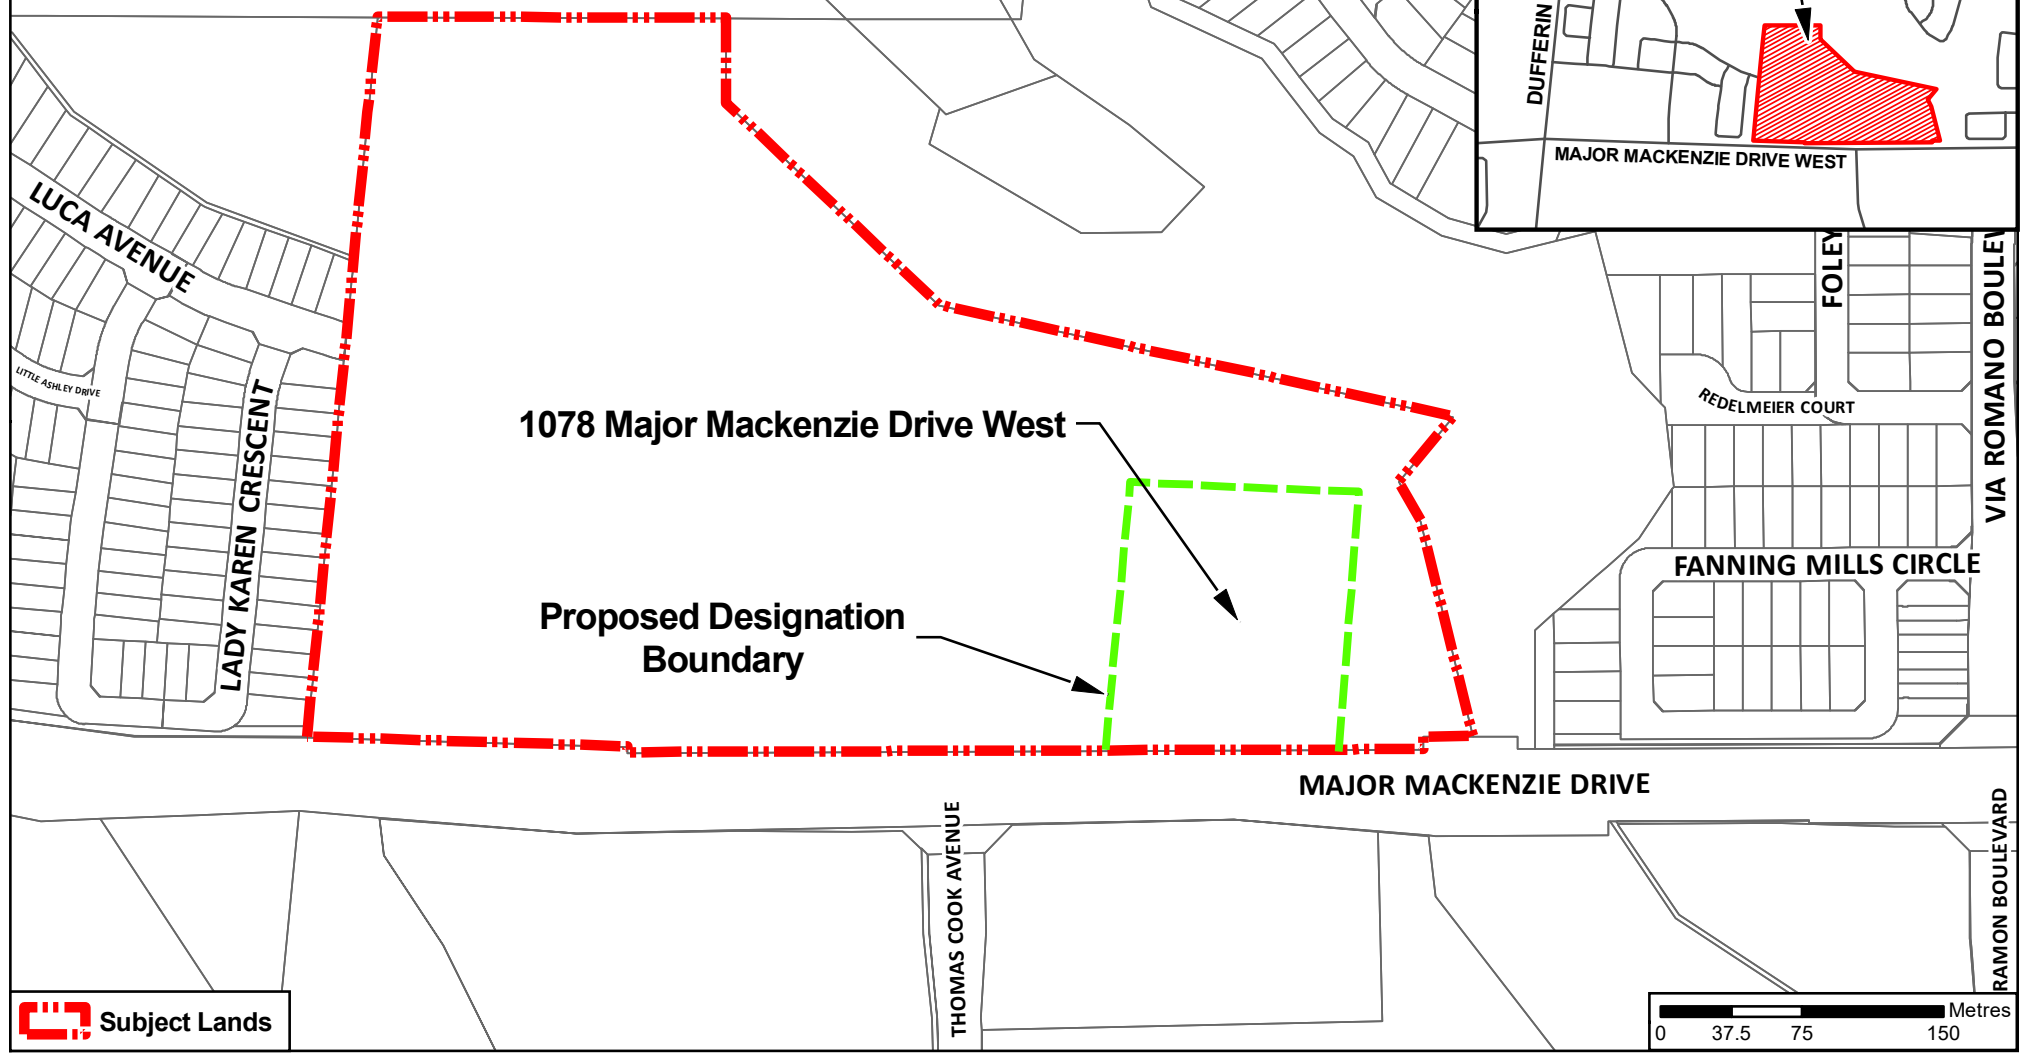 DUFFERIN
MAJOR MACKENZIE DRIVE WEST
LUCA AVENUE
FOLEY
VIA ROMANO
LITTLE ASHLEY DRIVE
LADY KAREN CRESCENT
1078 Major Mackenzie Drive West
REDELMEIER COURT
FANNING MILLS CIRCLE
Proposed Designation
Boundary
MAJOR MACKENZIE DRIVE
THOMAS COOK AVENUE
RAMON BOULEVARD
Subject Lands
Metres
0 37.5 75 150